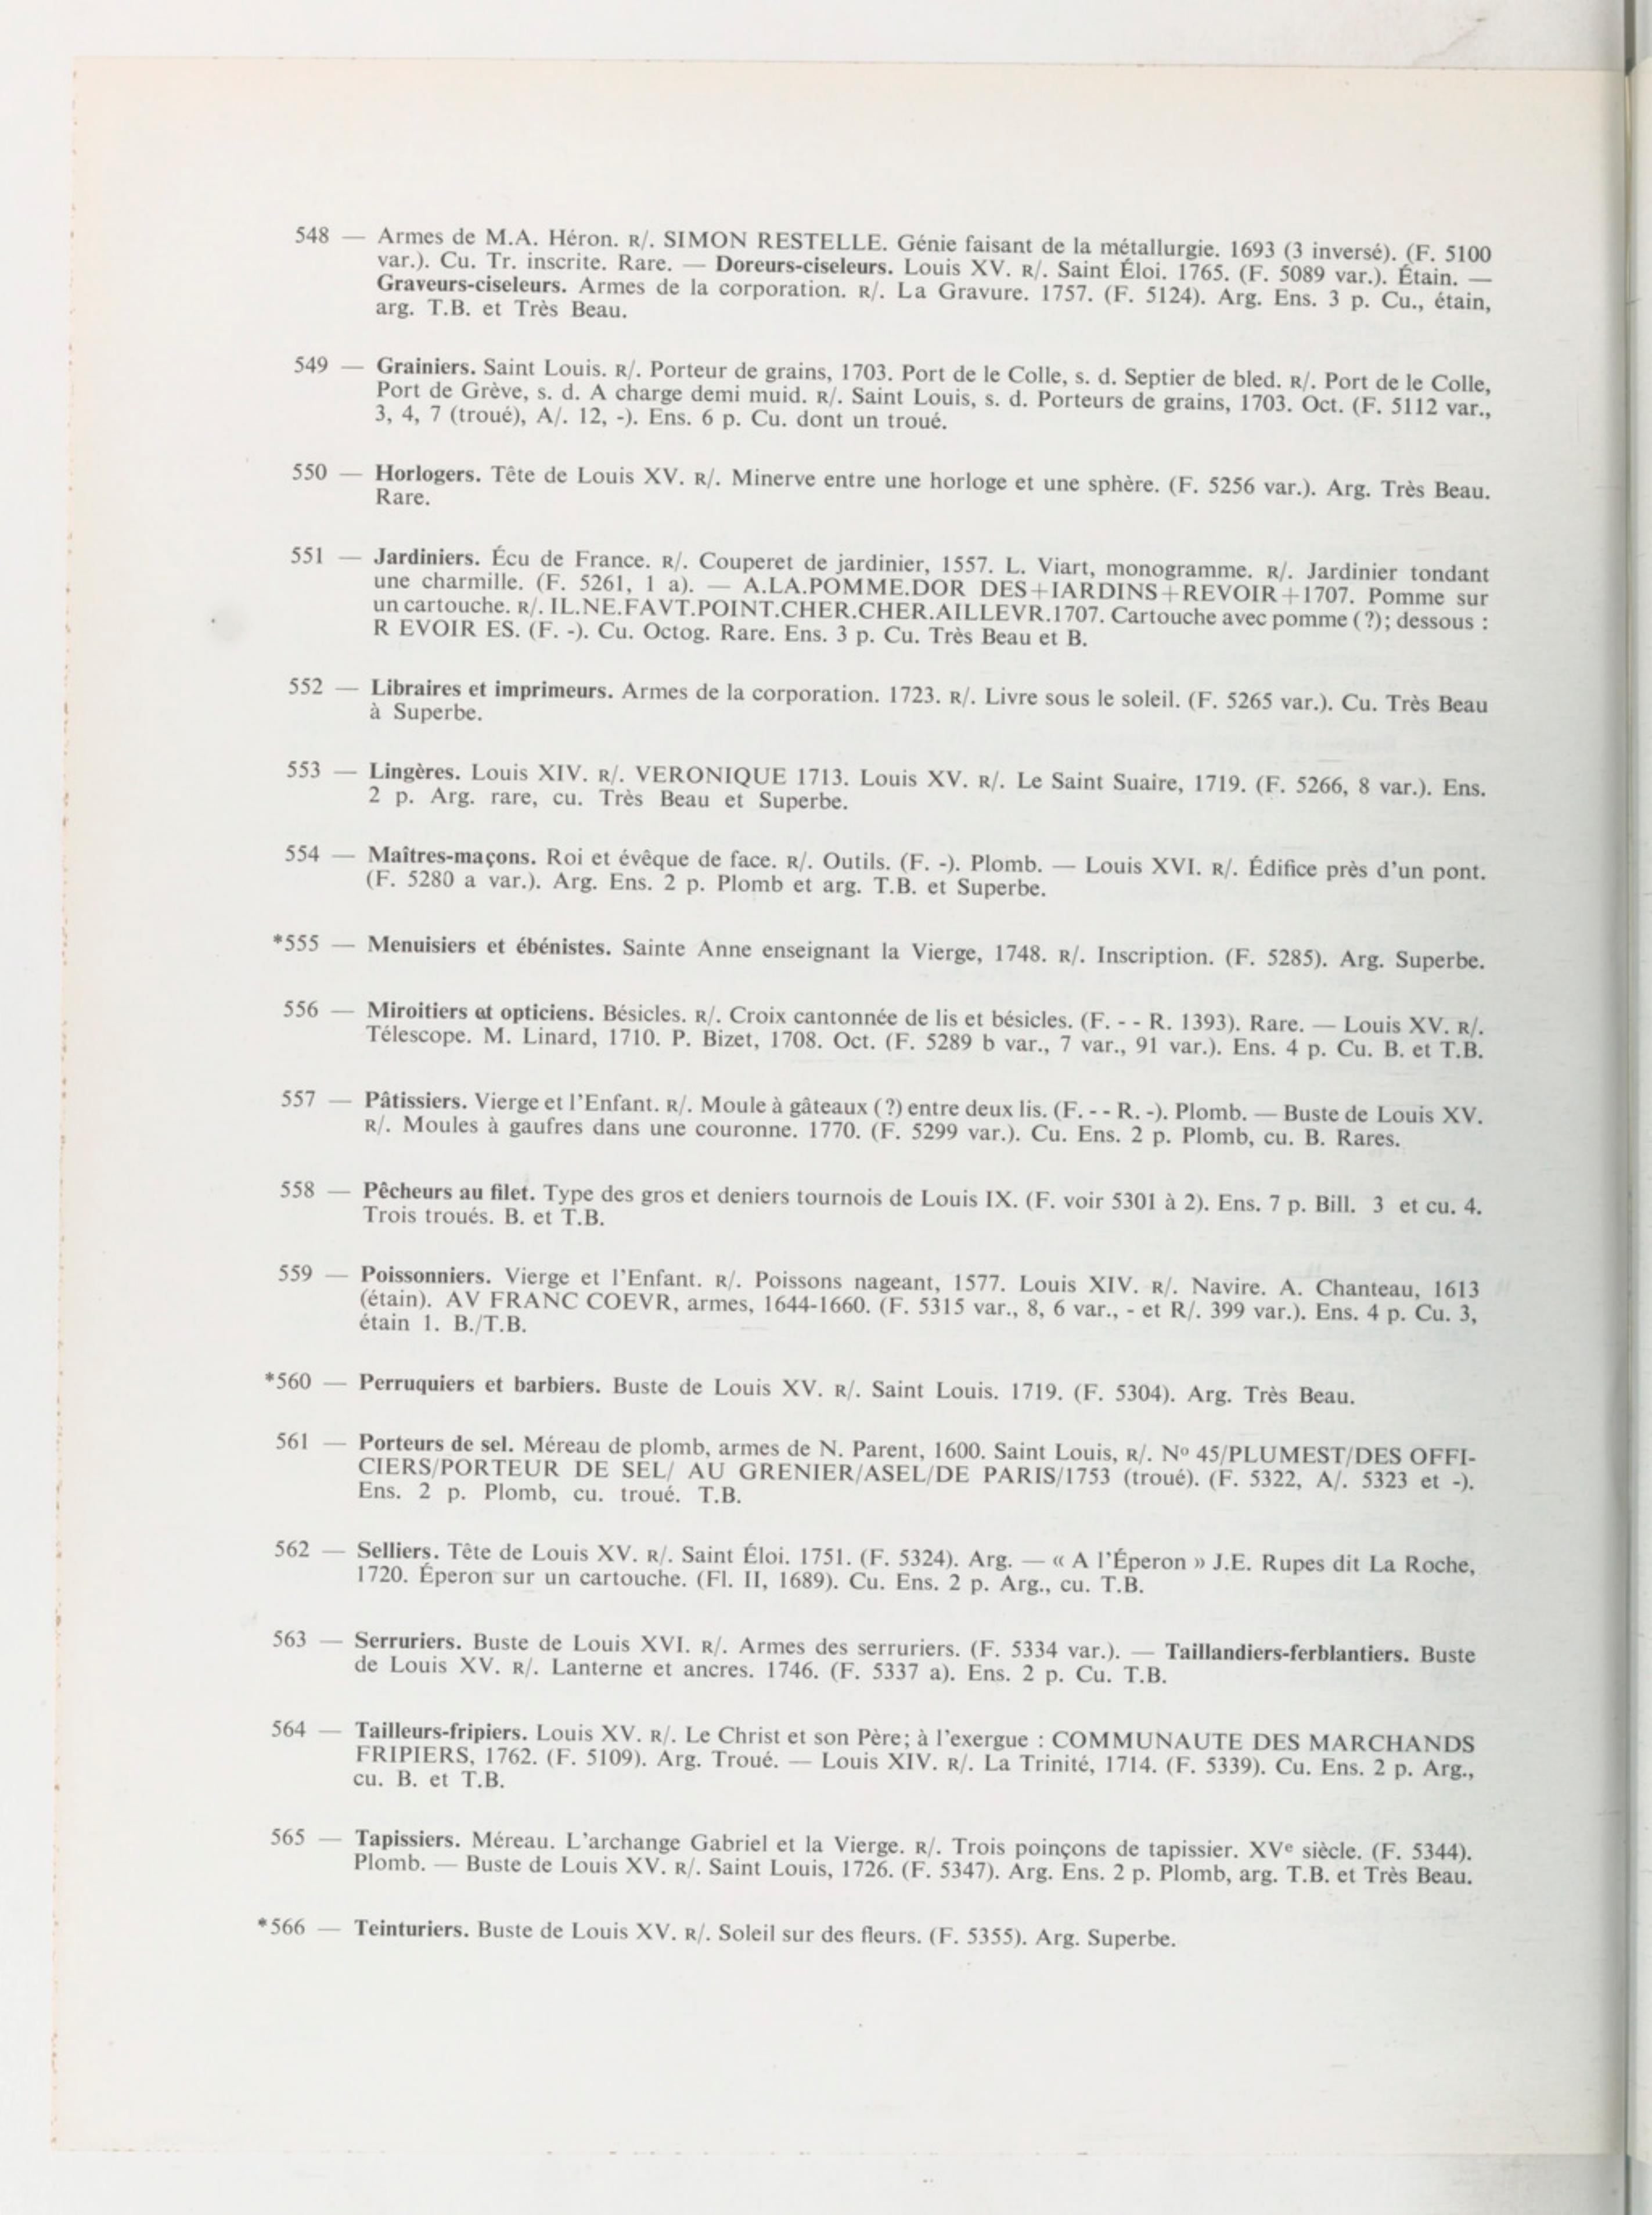 548 — Armes de M.A. Héron. R/. SIMON RESTELLE. Génie faisant de la métallurgie. 1693 (3 inversé). (F. 5100
var.). Cu. Tr. inscrite. Rare. — Doreurs-ciseleurs. Louis XV. R/. Saint Éloi. 1765. (F. 5089 var.). Étain. —
Graveurs-ciseleurs. Armes de la corporation. R/. La Gravure. 1757. (F. 5124). Arg. Ens. 3 p. Cu., étain,
arg. T.B. et Très Beau.
549 — Grainiers. Saint Louis. R/. Porteur de grains, 1703. Port de le Colle, s. d. Septier de bled. R/. Port de le Colle,
Port de Grève, s. d. A charge demi muid. R/. Saint Louis, s. d. Porteurs de grains, 1703. Oct. (F. 5112 var.,
3, 4, 7 (troué), A/. 12, -). Ens. 6 p. Cu. dont un troué.
550 — Horlogers. Tête de Louis XV. R/. Minerve entre une horloge et une sphère. (F. 5256 var.). Arg. Très Beau.
Rare.
551 — Jardiniers. Écu de France. R/. Couperet de jardinier, 1557. L. Viart, monogramme. R/. Jardinier tondant
une charmille. (F. 5261, 1 a). — A.LA.POMME.DOR DES+IARDINS+REVOIR+1707. Pomme sur
un cartouche. R/. IL.NE.FAVT.POINT.CHER.CHER.AILLEVR.1707. Cartouche avec pomme (?); dessous :
R EVOIR ES. (F. -). Cu. Octog. Rare. Ens. 3 p. Cu. Très Beau et B.
552 — Libraires et imprimeurs. Armes de la corporation. 1723. R/. Livre sous le soleil. (F. 5265 var.). Cu. Très Beau
à Superbe.
553 — Lingères. Louis XIV. R/. VERONIQUE 1713. Louis XV. R/. Le Saint Suaire, 1719. (F. 5266, 8 var.). Ens.
2 p. Arg. rare, cu. Très Beau et Superbe.
554 — Maîtres-maçons. Roi et évêque de face. R/. Outils. (F. -). Plomb. — Louis XVI. R/. Édifice près d'un pont.
(F. 5280 a var.). Arg. Ens. 2 p. Plomb et arg. T.B. et Superbe.
*555 — Menuisiers et ébénistes. Sainte Anne enseignant la Vierge, 1748. R/. Inscription. (F. 5285). Arg. Superbe.
556 — Miroitiers et opticiens. Bésicles. R/. Croix cantonnée de lis et bésicles. (F. - - R. 1393). Rare. — Louis XV. R/.
Télescope. M. Linard, 1710. P. Bizet, 1708. Oct. (F. 5289 b var., 7 var., 91 var.). Ens. 4 p. Cu. B. et T.B.
557 — Pâtissiers. Vierge et l'Enfant. R/. Moule à gâteaux (?) entre deux lis. (F. - - R. -). Plomb. — Buste de Louis XV.
R/. Moules à gaufres dans une couronne. 1770. (F. 5299 var.). Cu. Ens. 2 p. Plomb, cu. B. Rares.
558 — Pêcheurs au filet. Type des gros et deniers tournois de Louis IX. (F. voir 5301 à 2). Ens. 7 p. Bill. 3 et cu. 4.
Trois troués. B. et T.B.
559 — Poissonniers. Vierge et l'Enfant. R/. Poissons nageant, 1577. Louis XIV. R/. Navire. A. Chanteau, 1613
(étain). AV FRANC COEVR, armes, 1644-1660. (F. 5315 var., 8, 6 var., - et R/. 399 var.). Ens. 4 p. Cu. 3,
étain 1. B./T.B.
*560 — Perruquiers et barbiers. Buste de Louis XV. R/. Saint Louis. 1719. (F. 5304). Arg. Très Beau.
561 — Porteurs de sel. Méreau de plomb, armes de N. Parent, 1600. Saint Louis, R/. Nº 45/PLUMEST/DES OFFI-
CIERS/PORTEUR DE SEL/ AU GRENIER/ASEL/DE PARIS/1753 (troué). (F. 5322, A/. 5323 et -).
Ens. 2 p. Plomb, cu. troué. T.B.
562 — Selliers. Tête de Louis XV. R/. Saint Éloi. 1751. (F. 5324). Arg. — « A l'Éperon » J.E. Rupes dit La Roche,
1720. Éperon sur un cartouche. (Fl. II, 1689). Cu. Ens. 2 p. Arg., cu. T.B.
563 — Serruriers. Buste de Louis XVI. R/. Armes des serruriers. (F. 5334 var.). — Taillandiers-ferblantiers. Buste
de Louis XV. R/. Lanterne et ancres. 1746. (F. 5337 a). Ens. 2 p. Cu. T.B.
564 — Tailleurs-fripiers. Louis XV. R/. Le Christ et son Père; à l'exergue : COMMUNAUTE DES MARCHANDS
FRIPIERS, 1762. (F. 5109). Arg. Troué. — Louis XIV. R/. La Trinité, 1714. (F. 5339). Cu. Ens. 2 p. Arg.,
cu. B. et T.B.
565 — Tapissiers. Méreau. L'archange Gabriel et la Vierge. R/. Trois poinçons de tapissier. XVe siècle. (F. 5344).
Plomb. — Buste de Louis XV. R/. Saint Louis, 1726. (F. 5347). Arg. Ens. 2 p. Plomb, arg. T.B. et Très Beau.
*566 — Teinturiers. Buste de Louis XV. R/. Soleil sur des fleurs. (F. 5355). Arg. Superbe.